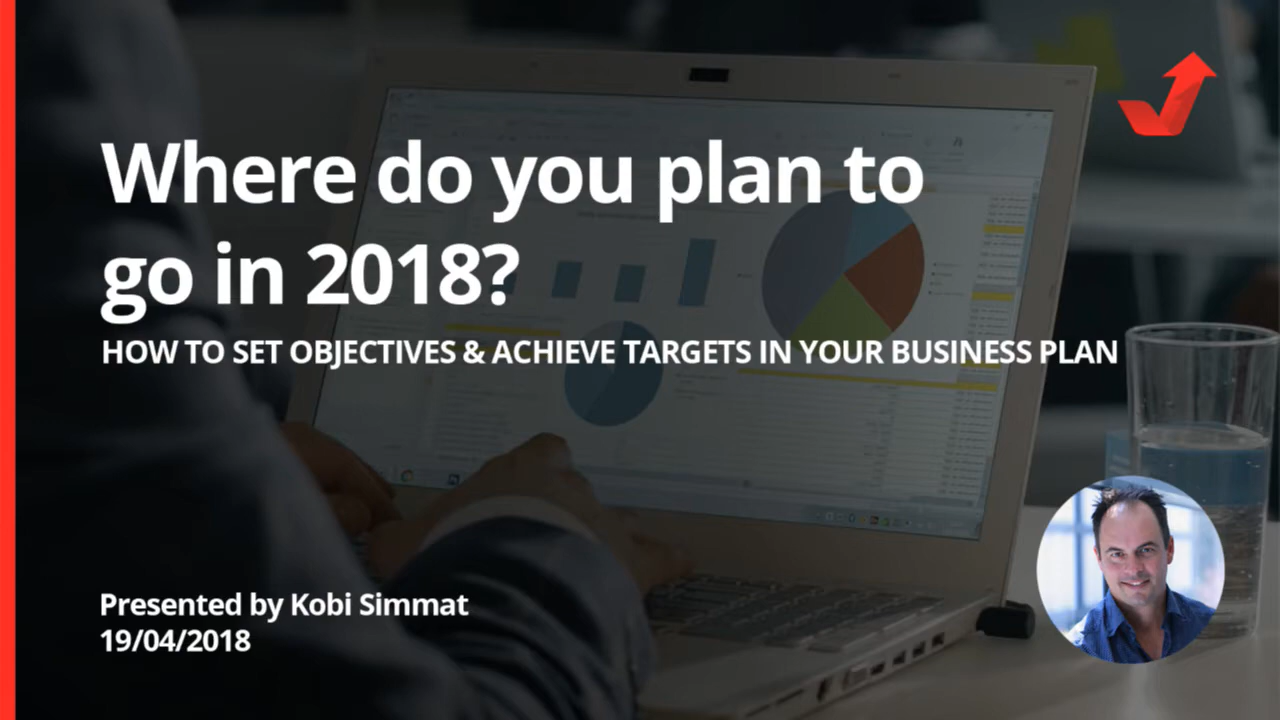 Where do you plan to
go in 2018?
HOW TO SET OBJECTIVES & ACHIEVE TARGETS IN YOUR BUSINESS PLAN
Presented by Kobi Simmat
19/04/2018